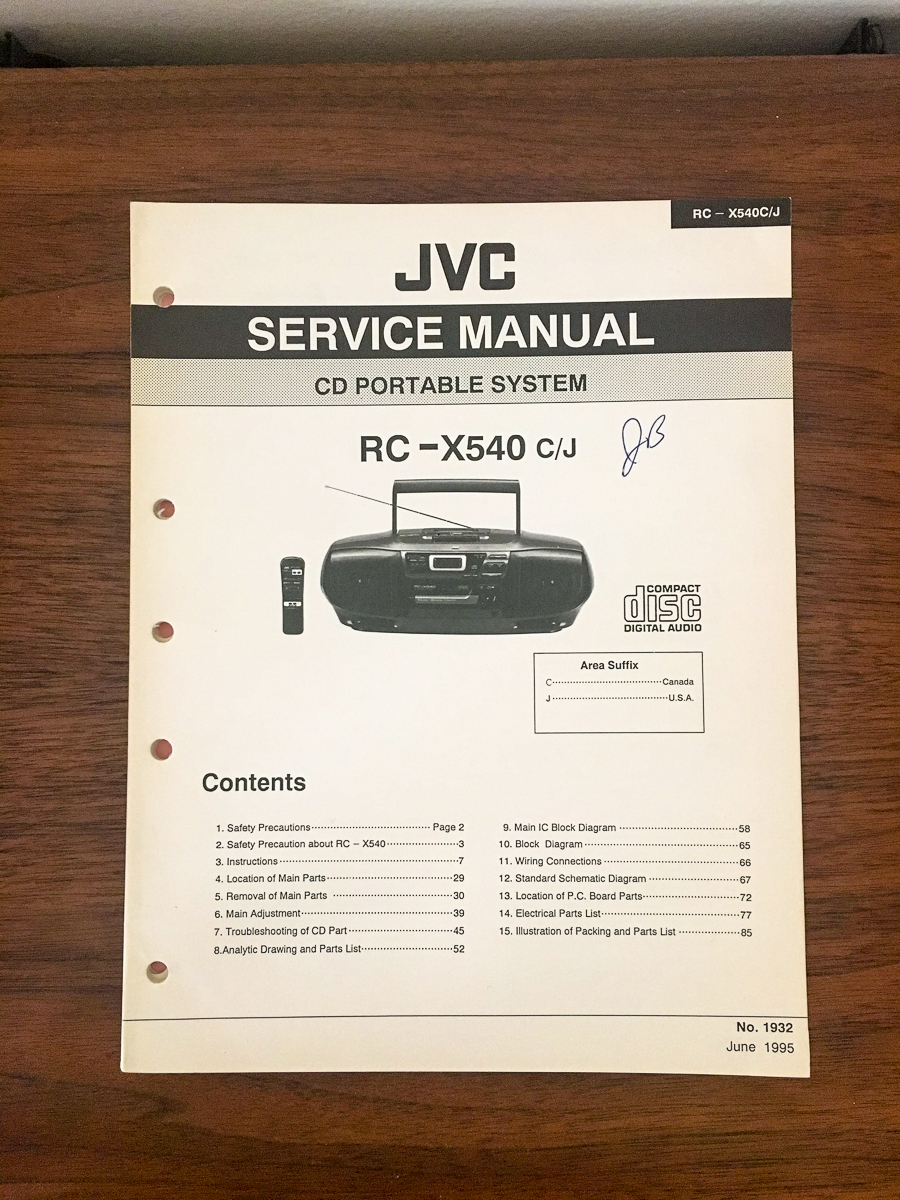 RC – X540C/J
JVC
SERVICE MANUAL
CD PORTABLE SYSTEM
RC –X540 C/J
JB
COMPACT
disc
DIGITAL AUDIO
Area Suffix
C·······································Canada
J·········································U.S.A.
Contents
1. Safety Precautions········································ Page 2
2. Safety Precaution about RC – X540························3
3. Instructions ·····························································7
4. Location of Main Parts·············································29
5. Removal of Main Parts ··········································30
6. Main Adjustment·····················································39
7. Troubleshooting of CD Part····································45
8.Analytic Drawing and Parts List·······························52
9. Main IC Block Diagram ·········································58
10. Block Diagram·····················································65
11. Wiring Connections ··············································66
12. Standard Schematic Diagram ·······························67
13. Location of P.C. Board Parts·································72
14. Electrical Parts List···············································77
15. Illustration of Packing and Parts List ·····················85
No. 1932
June 1995